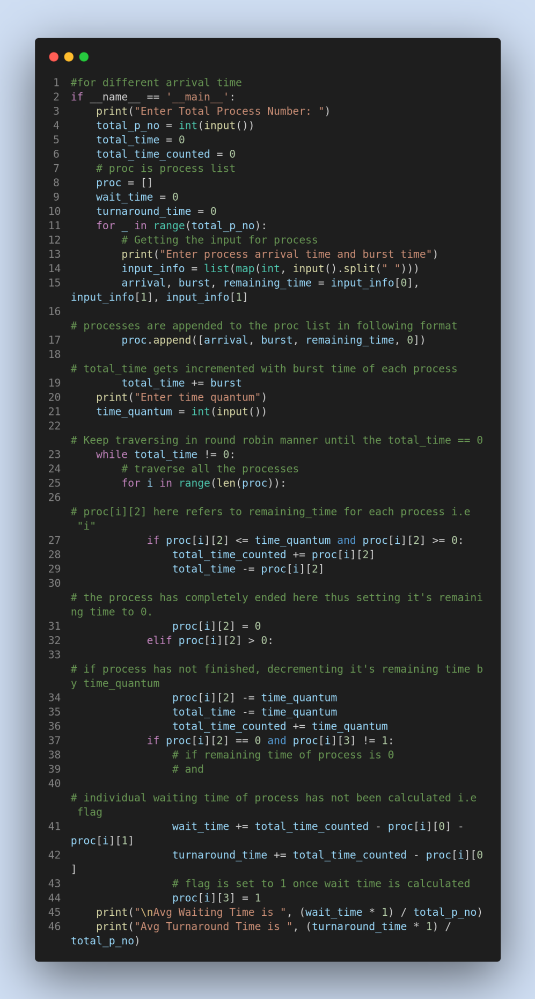 1 #for different arrival time
2 if __name__ == '__main__':
3     print("Enter Total Process Number: ")
4     total_p_no = int(input())
5     total_time = 0
6     total_time_counted = 0
7     # proc is process list
8     proc = []
9     wait_time = 0
10     turnaround_time = 0
11     for _ in range(total_p_no):
12         # Getting the input for process
13         print("Enter process arrival time and burst time")
14         input_info = list(map(int, input().split(" ")))
15         arrival, burst, remaining_time = input_info[0],
input_info[1], input_info[1]
16
# processes are appended to the proc list in following format
17         proc.append([arrival, burst, remaining_time, 0])
18
# total_time gets incremented with burst time of each process
19         total_time += burst
20     print("Enter time quantum")
21     time_quantum = int(input())
22
# Keep traversing in round robin manner until the total_time == 0
23     while total_time != 0:
24         # traverse all the processes
25         for i in range(len(proc)):
26
# proc[i][2] here refers to remaining_time for each process i.e
 "i"
27             if proc[i][2] <= time_quantum and proc[i][2] >= 0:
28                 total_time_counted += proc[i][2]
29                 total_time -= proc[i][2]
30
# the process has completely ended here thus setting it's remaini
ng time to 0.
31                 proc[i][2] = 0
32             elif proc[i][2] > 0:
33
# if process has not finished, decrementing it's remaining time b
y time_quantum
34                 proc[i][2] -= time_quantum
35                 total_time -= time_quantum
36                 total_time_counted += time_quantum
37             if proc[i][2] == 0 and proc[i][3] != 1:
38                 # if remaining time of process is 0
39                 # and
40
# individual waiting time of process has not been calculated i.e
 flag
41                 wait_time += total_time_counted - proc[i][0] -
proc[i][1]
42                 turnaround_time += total_time_counted - proc[i][0
]
43                 # flag is set to 1 once wait time is calculated
44                 proc[i][3] = 1
45     print("\nAvg Waiting Time is ", (wait_time * 1) / total_p_no)
46     print("Avg Turnaround Time is ", (turnaround_time * 1) /
total_p_no)